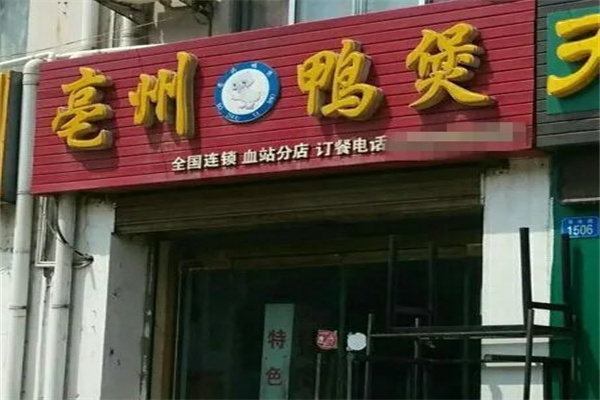 亳州 鸭煲
全国连锁 血站分店 订餐电话
1506
特色
天